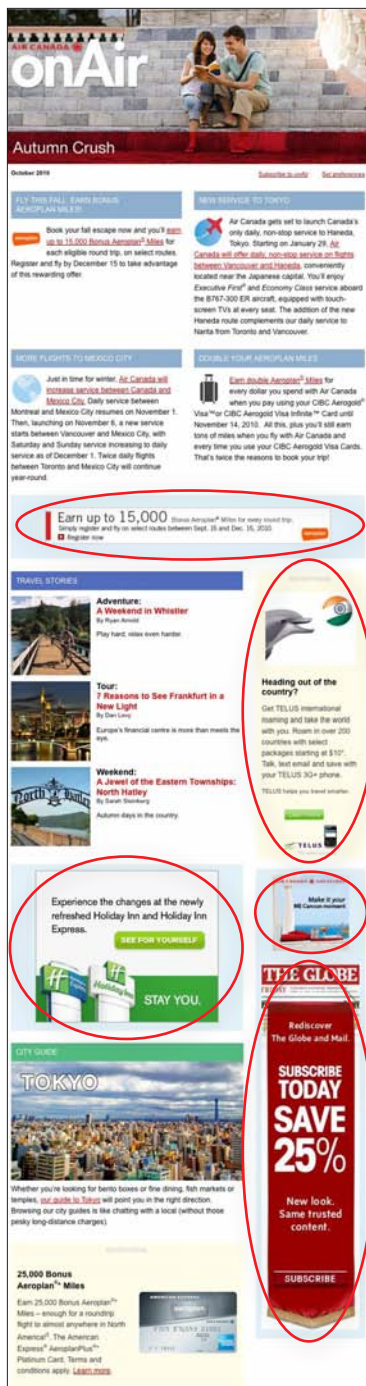 AIR CANADA
onAir
Autumn Crush
October 2010
Subscribe to onAir
Set preferences
FLY THIS FALL. EARN BONUS
AEROPLAN MILES!
Book your fall escape now and you'll earn
up to 15,000 Bonus Aeroplan® Miles for
each eligible round trip, on select routes.
Register and fly by December 15 to take advantage
of this rewarding offer.
NEW SERVICE TO TOKYO
Air Canada gets set to launch Canada's
only daily, non-stop service to Haneda,
Tokyo. Starting on January 29, Air
Canada will offer daily, non-stop service on flights
between Vancouver and Haneda, conveniently
located near the Japanese capital. You'll enjoy
Executive First® and Economy Class service aboard
the B767-300 ER aircraft, equipped with touch-
screen TVs at every seat. The addition of the new
Haneda route complements our daily service to
Narita from Toronto and Vancouver.
MORE FLIGHTS TO MEXICO CITY
Just in time for winter, Air Canada will
increase service between Canada and
Mexico City. Daily service between
Montreal and Mexico City resumes on November 1.
Then, launching on November 6, a new service
starts between Vancouver and Mexico City, with
Saturday and Sunday service increasing to daily
service as of December 1. Twice daily flights
between Toronto and Mexico City will continue
year-round.
DOUBLE YOUR AEROPLAN MILES
Earn double Aeroplan® Miles for
every dollar you spend with Air Canada
when you pay using your CIBC Aerogold®
Visa™or CIBC Aerogold Visa Infinite™ Card until
November 14, 2010. All this, plus you'll still earn
tons of miles when you fly with Air Canada and
every time you use your CIBC Aerogold Visa Cards.
That's twice the reasons to book your trip!
Earn up to 15,000 Bonus Aeroplan® Miles for every round trip.
Simply register and fly on select routes between Sept. 15 and Dec. 15, 2010.
Register now
TRAVEL STORIES
Adventure:
A Weekend in Whistler
By Ryan Arnold
Play hard; relax even harder.
Tour:
7 Reasons to See Frankfurt in a
New Light
By Dan Levy
Europe's financial centre is more than meets the
eye.
North Hatley
Weekend:
A Jewel of the Eastern Townships:
North Hatley
By Sarah Steinberg
Autumn days in the country.
Heading out of the
country?
Get TELUS international
roaming and take the world
with you. Roam in over 200
countries with select
packages starting at $10*.
Talk, text email and save with
your TELUS 3G+ phone.
TELUS helps you travel smarter.
TELUS
Experience the changes at the newly
refreshed Holiday Inn and Holiday Inn
Express.
SEE FOR YOURSELF
Holiday Inn
STAY YOU.
Make it your
ME Cancun moment
THE GLOBE
FRIDAY
Rediscover
The Globe and Mail.
SUBSCRIBE
TODAY
SAVE
25%
New look.
Same trusted
content.
SUBSCRIBE
CITY GUIDE
TOKYO
Whether you're looking for bento boxes or fine dining, fish markets or
temples, our guide to Tokyo will point you in the right direction.
Browsing our city guides is like chatting with a local (without those
pesky long-distance charges).
25,000 Bonus
Aeroplan®* Miles
Earn 25,000 Bonus Aeroplan®*
Miles – enough for a roundtrip
flight to almost anywhere in North
America!®. The American
Express® AeroplanPlus®*
Platinum Card. Terms and
conditions apply. Learn more.
AMERICAN EXPRESS